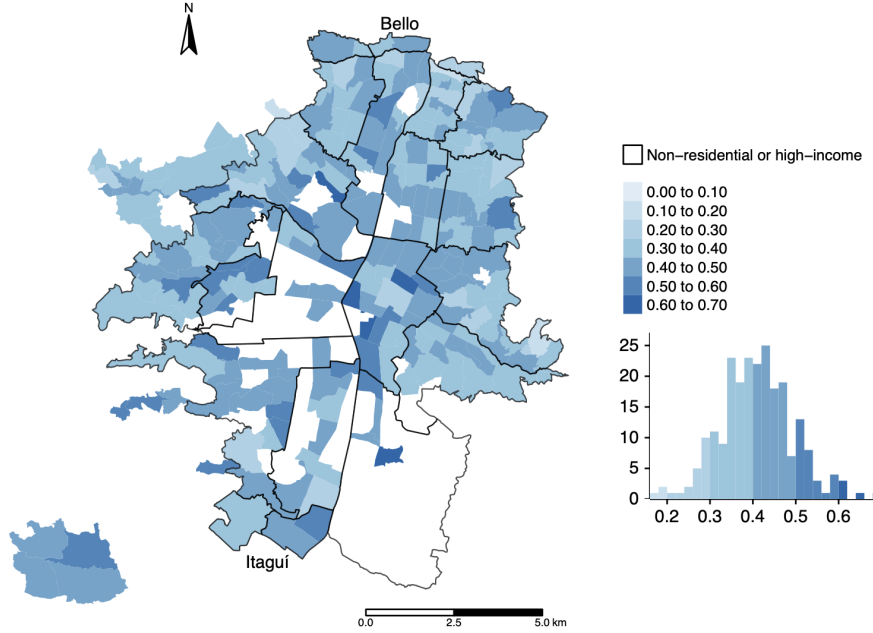 N
Bello
Non−residential or high−income
0.00 to 0.10
0.10 to 0.20
0.20 to 0.30
0.30 to 0.40
0.40 to 0.50
0.50 to 0.60
0.60 to 0.70
25
20
15
10
5
0
0.2 0.3 0.4 0.5 0.6
Itaguí
0.0 2.5 5.0 km